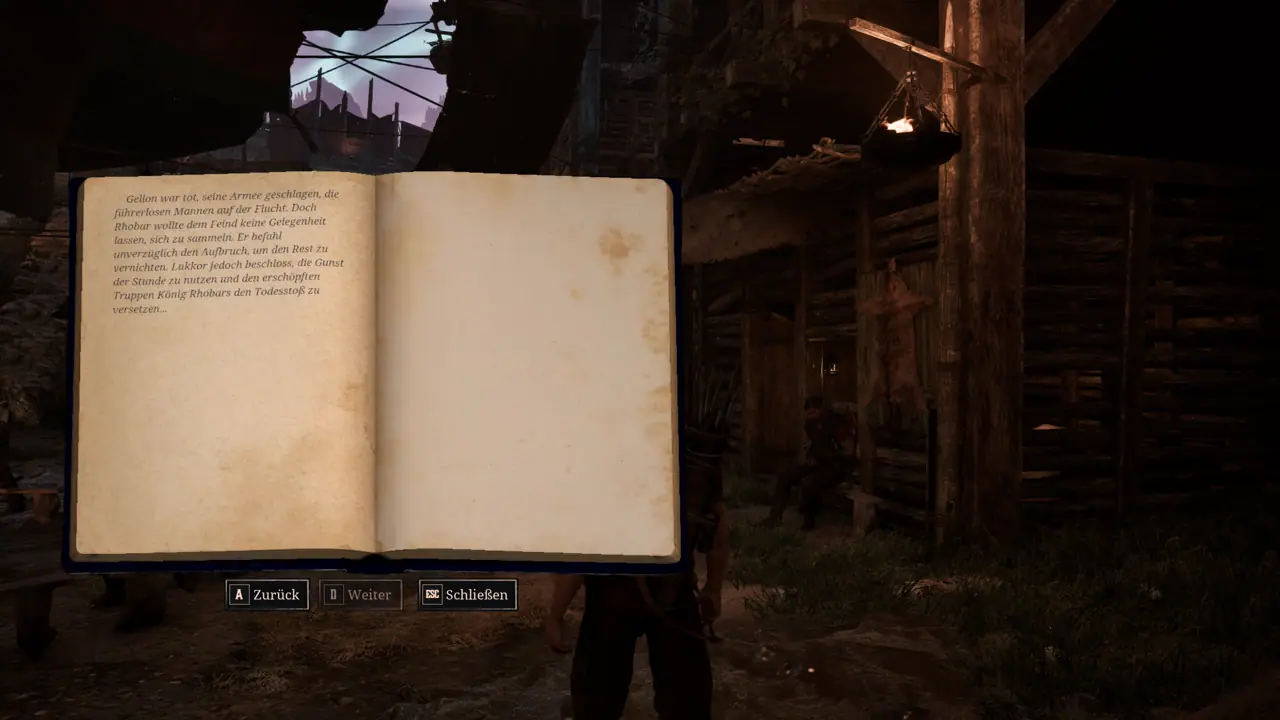 Gellon war tot, seine Armee geschlagen, die
führerlosen Mannen auf der Flucht. Doch
Rhobar wollte dem Feind keine Gelegenheit
lassen, sich zu sammeln. Er befahl
unverzüglich den Aufbruch, um den Rest zu
vernichten. Lukkor jedoch beschloss, die Gunst
der Stunde zu nutzen und den erschöpften
Truppen König Rhobars den Todesstoß zu
versetzen...
A Zurück D Weiter ESC Schließen